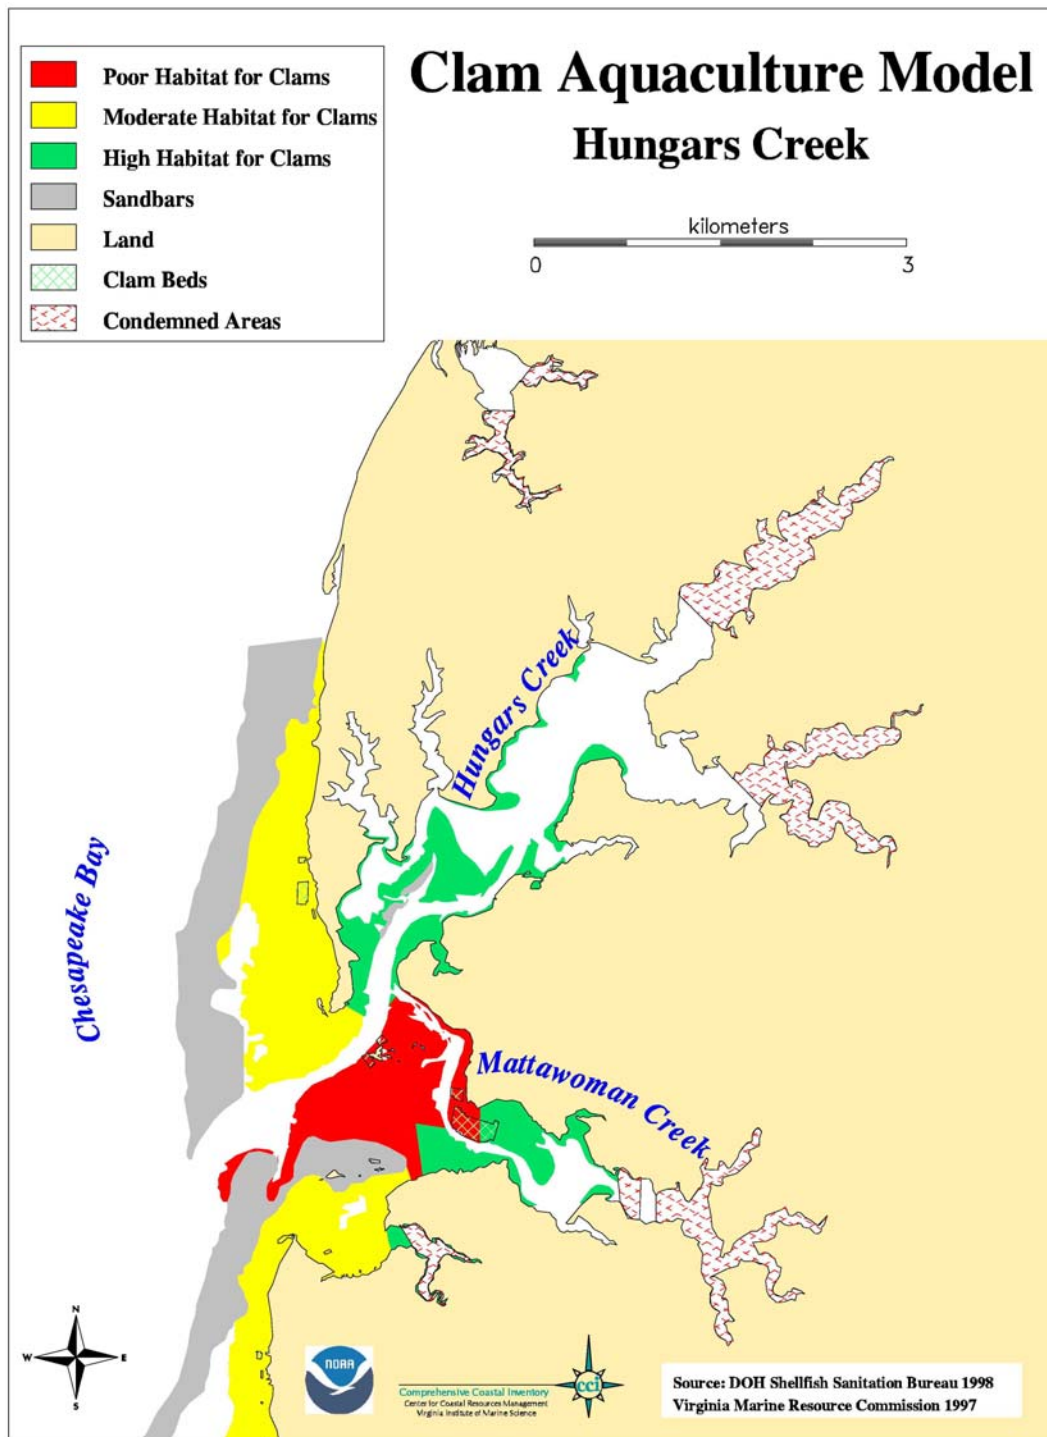 Clam Aquaculture Model
Hungars Creek
Poor Habitat for Clams
Moderate Habitat for Clams
High Habitat for Clams
Sandbars
Land
Clam Beds
Condemned Areas
kilometers
0 3
Hungars Creek
Chesapeake Bay
Mattawoman Creek
N
W E
S
NOAA
cci
Comprehensive Coastal Inventory
Center for Coastal Resources Management
Virginia Institute of Marine Science
Source: DOH Shellfish Sanitation Bureau 1998
Virginia Marine Resource Commission 1997